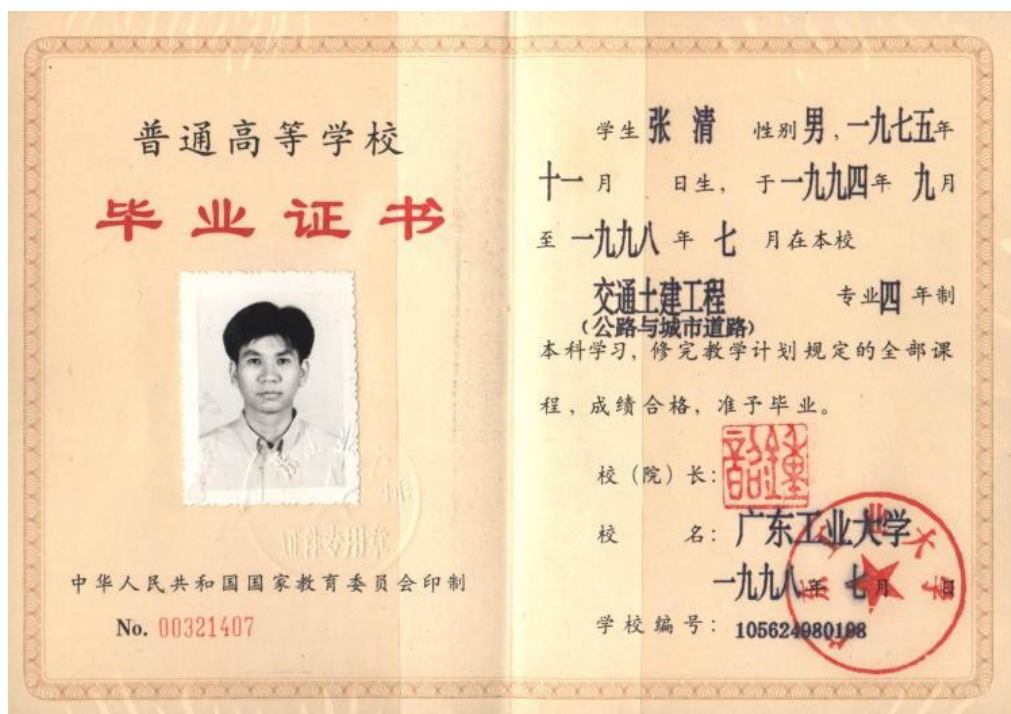 普通高等学校
毕业证书
证件专用章
中华人民共和国国家教育委员会印制
No. 00321407
学生 张 清 性别 男，一九七五年
十一 月 日生，于一九九四年 九月
至 一九九八 年 七 月在本校
交通土建工程 专业四 年制
（公路与城市道路）
本科学习，修完教学计划规定的全部课
程，成绩合格，准予毕业。
校（院）长：
校 名：广东工业大学
一九九八年 七月 日
学校编号：105624980198